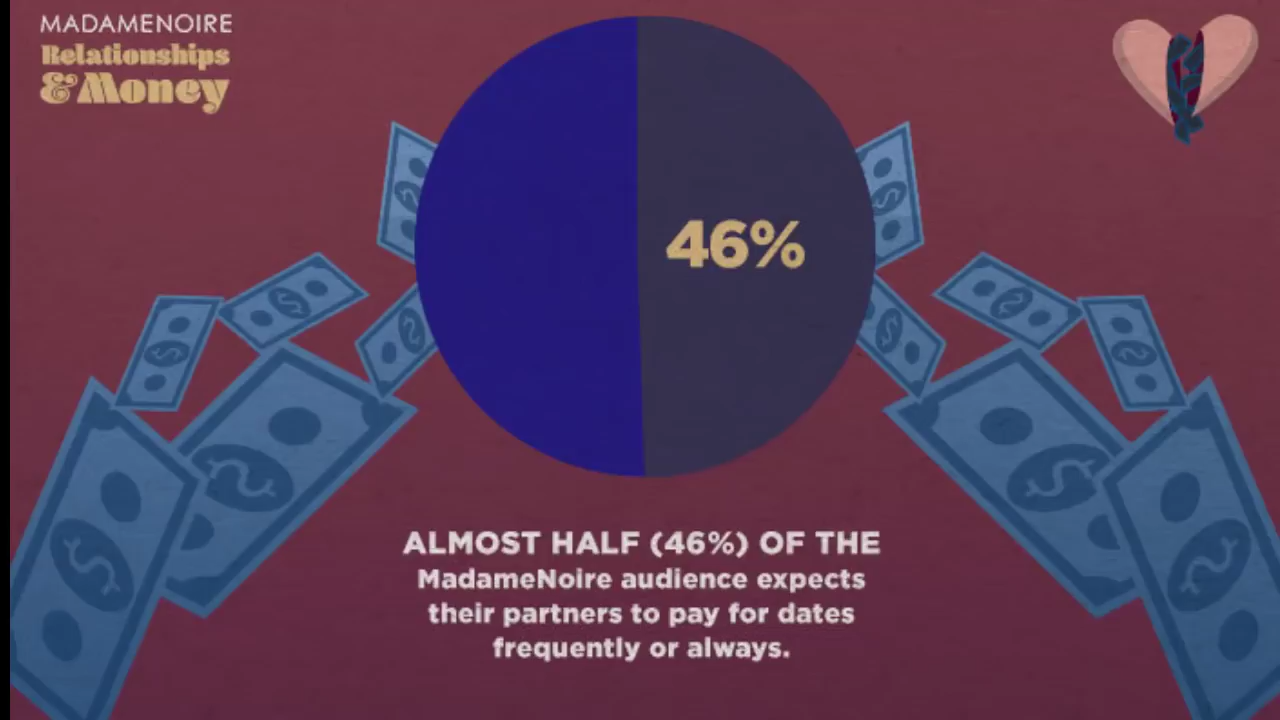 MADAMENOIRE
Relationships
&Money
46%
ALMOST HALF (46%) OF THE
MadameNoire audience expects
their partners to pay for dates
frequently or always.